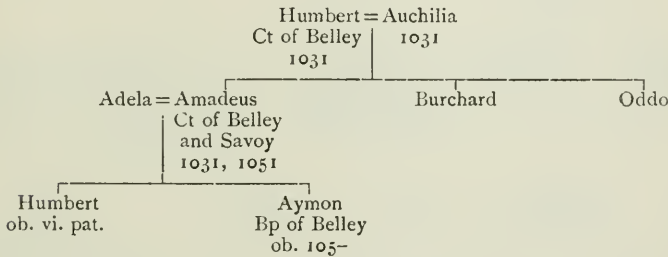 Humbert = Auchilia
Ct of Belley 1031
1031
Adela = Amadeus Burchard Oddo
Ct of Belley
and Savoy
1031, 1051
Humbert Aymon
ob. vi. pat. Bp of Belley
ob. 105–